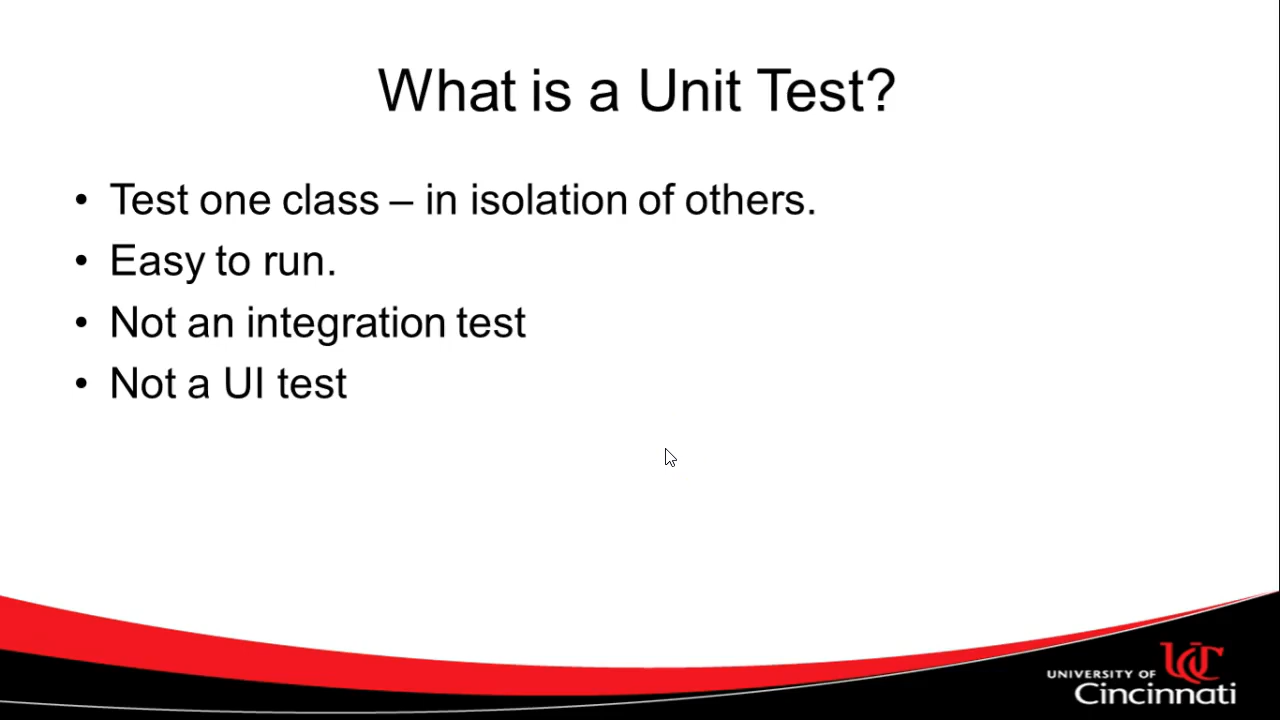 What is a Unit Test?
• Test one class – in isolation of others.
• Easy to run.
• Not an integration test
• Not a UI test
UC
UNIVERSITY OF
Cincinnati